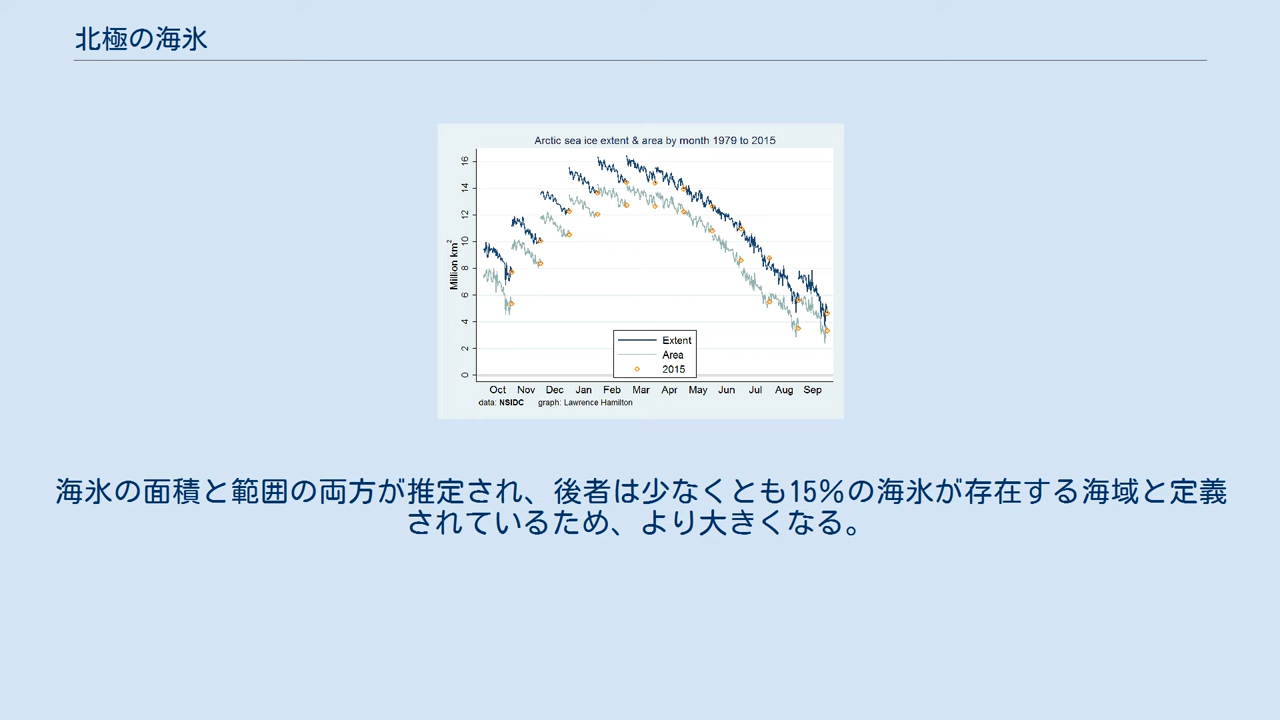 北極の海氷
Arctic sea ice extent & area by month 1979 to 2015
Million km²
16
14
12
10
8
6
4
2
0
Extent
Area
2015
Oct Nov Dec Jan Feb Mar Apr May Jun Jul Aug Sep
data: NSIDC graph: Lawrence Hamilton
海氷の面積と範囲の両方が推定され、後者は少なくとも15%の海氷が存在する海域と定義
されているため、より大きくなる。